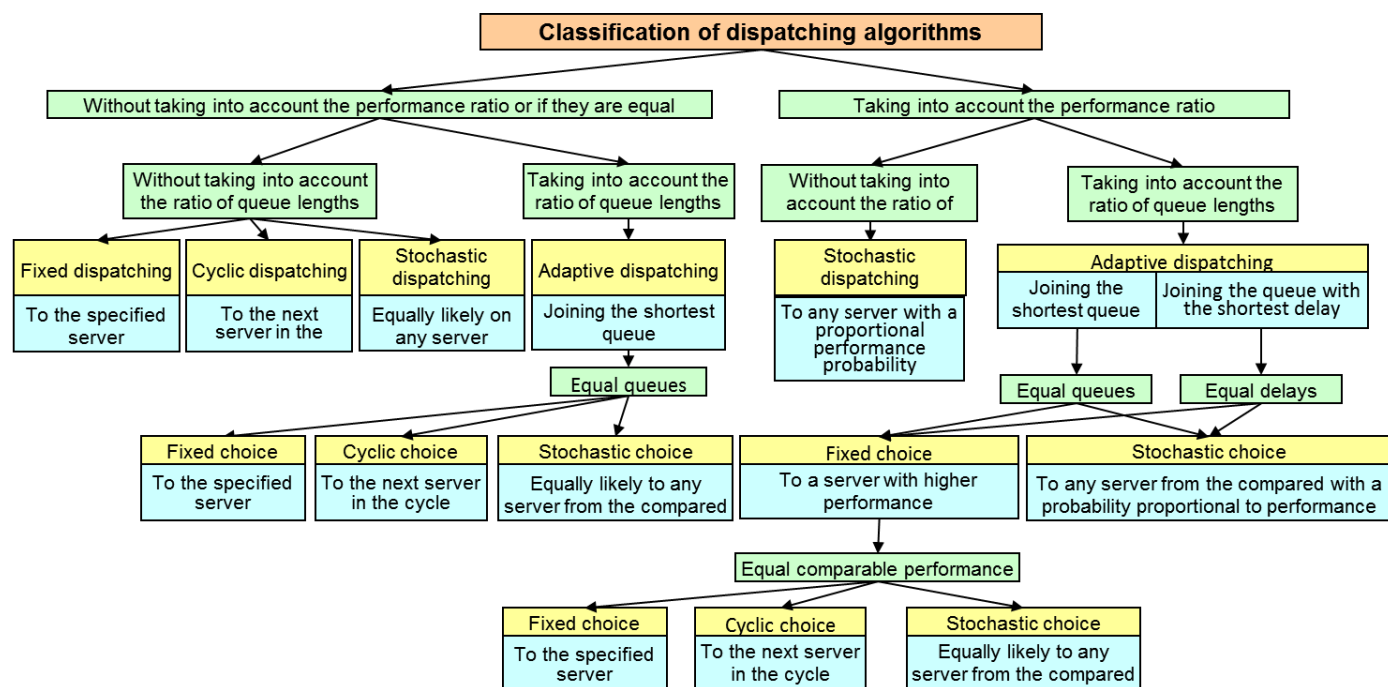 Classification of dispatching algorithms
Without taking into account the performance ratio or if they are equal
Taking into account the performance ratio
Without taking into account
the ratio of queue lengths
Taking into account the
ratio of queue lengths
Without taking into
account the ratio of
Taking into account the
ratio of queue lengths
Fixed dispatching
To the specified
server
Cyclic dispatching
To the next
server in the
Stochastic
dispatching
Equally likely on
any server
Adaptive dispatching
Joining the shortest
queue
Stochastic
dispatching
To any server with a
proportional
performance
probability
Adaptive dispatching
Joining the
shortest queue
Joining the queue with
the shortest delay
Equal queues
Equal queues
Equal delays
Fixed choice
To the specified
server
Cyclic choice
To the next server
in the cycle
Stochastic choice
Equally likely to any
server from the compared
Fixed choice
To a server with higher
performance
Stochastic choice
To any server from the compared with a
probability proportional to performance
Equal comparable performance
Fixed choice
To the specified
server
Cyclic choice
To the next server
in the cycle
Stochastic choice
Equally likely to any
server from the compared